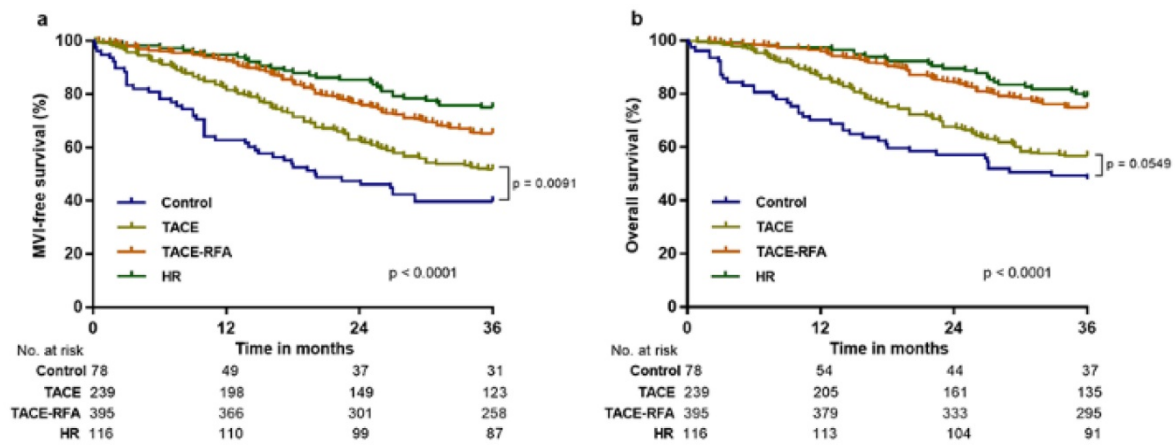 a
MVI-free survival (%)
100
80
60
40
20
0
Control
TACE
TACE-RFA
HR
p = 0.0091
p < 0.0001
0 12 24 36
Time in months
No. at risk
Control 78 49 37 31
TACE 239 198 149 123
TACE-RFA 395 366 301 258
HR 116 110 99 87
b
Overall survival (%)
100
80
60
40
20
0
Control
TACE
TACE-RFA
HR
p = 0.0549
p < 0.0001
0 12 24 36
Time in months
No. at risk
Control 78 54 44 37
TACE 239 205 161 135
TACE-RFA 395 379 333 295
HR 116 113 104 91